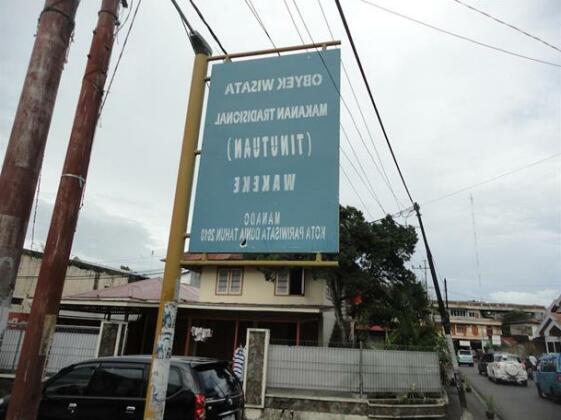 OBYEK WISATA
MAKANAN TRADISIONAL
(TINUTUAN)
WAKEKE
MANADO
KOTA PARIWISATA DUNIA TAHUN 2010